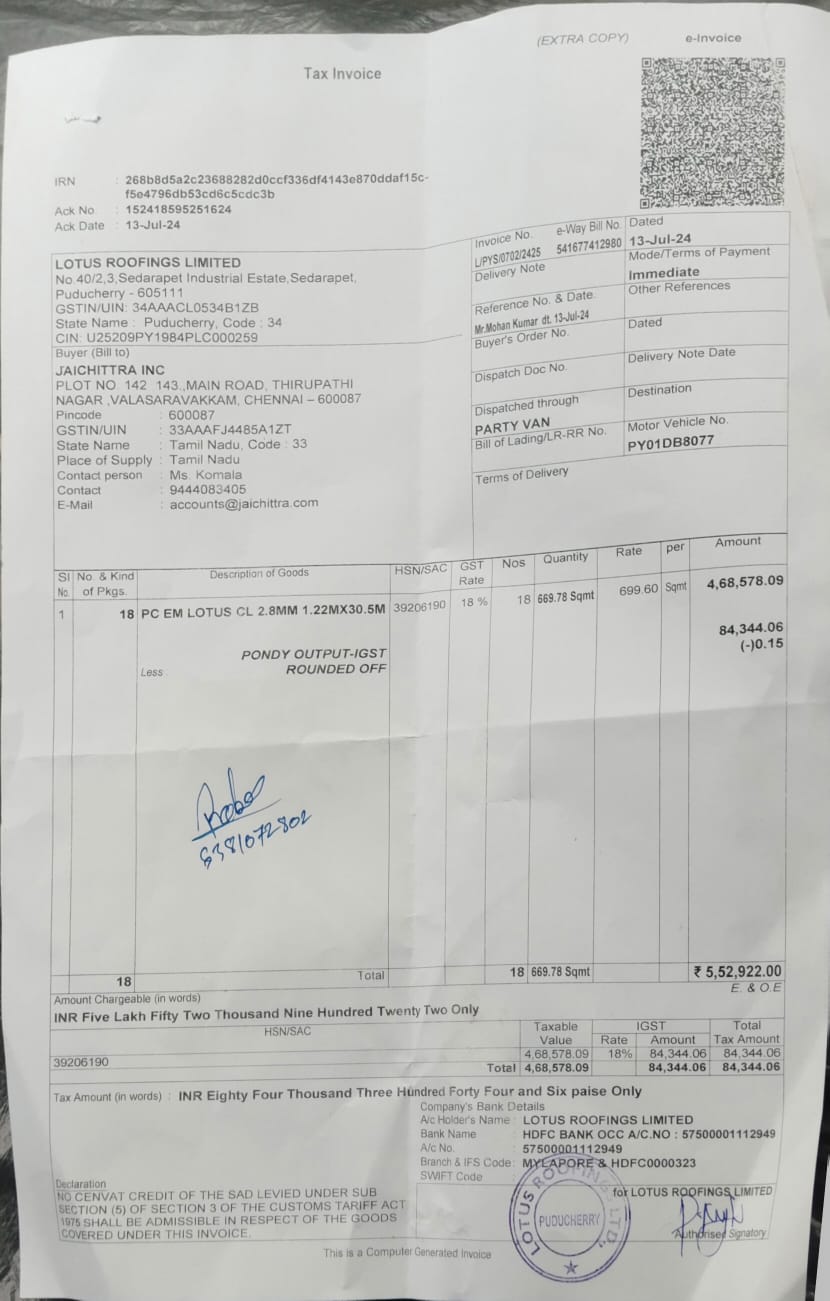 (EXTRA COPY) e-Invoice
Tax Invoice
IRN : 268b8d5a2c23688282d0ccf336df4143e870ddaf15c-
f5e4796db53cd6c5cdc3b
Ack No : 152418595251624
Ack Date : 13-Jul-24
LOTUS ROOFINGS LIMITED
No.40/2,3,Sedarapet Industrial Estate,Sedarapet,
Puducherry - 605111
GSTIN/UIN: 34AAACL0534B1ZB
State Name : Puducherry, Code : 34
CIN: U25209PY1984PLC000259
Invoice No. e-Way Bill No. Dated
L/PYS/0702/2425 541677412980 13-Jul-24
Delivery Note Mode/Terms of Payment
Immediate
Reference No. & Date. Other References
Mr.Mohan Kumar dt. 13-Jul-24
Buyer's Order No. Dated
Dispatch Doc No. Delivery Note Date
Dispatched through Destination
PARTY VAN
Bill of Lading/LR-RR No. Motor Vehicle No.
PY01DB8077
Terms of Delivery
Buyer (Bill to)
JAICHITTRA INC
PLOT NO. 142 143.,MAIN ROAD, THIRUPATHI
NAGAR ,VALASARAVAKKAM, CHENNAI – 600087
Pincode : 600087
GSTIN/UIN : 33AAAFJ4485A1ZT
State Name : Tamil Nadu, Code : 33
Place of Supply : Tamil Nadu
Contact person : Ms. Komala
Contact : 9444083405
E-Mail : accounts@jaichittra.com
Sl No. No. & Kind of Pkgs. Description of Goods HSN/SAC GST Rate Nos Quantity Rate per Amount
1 18 PC EM LOTUS CL 2.8MM 1.22MX30.5M 39206190 18 % 18 669.78 Sqmt 699.60 Sqmt 4,68,578.09
PONDY OUTPUT-IGST 84,344.06
Less ROUNDED OFF (-)0.15
6381072802
18 Total 18 669.78 Sqmt ₹ 5,52,922.00
Amount Chargeable (in words) E. & O.E
INR Five Lakh Fifty Two Thousand Nine Hundred Twenty Two Only
HSN/SAC Taxable Value IGST Rate Amount Total Tax Amount
39206190 4,68,578.09 18% 84,344.06 84,344.06
Total 4,68,578.09 84,344.06 84,344.06
Tax Amount (in words) : INR Eighty Four Thousand Three Hundred Forty Four and Six paise Only
Company's Bank Details
A/c Holder's Name : LOTUS ROOFINGS LIMITED
Bank Name : HDFC BANK OCC A/C.NO : 57500001112949
A/c No. : 57500001112949
Branch & IFS Code : MYLAPORE & HDFC0000323
SWIFT Code :
Declaration
NO CENVAT CREDIT OF THE SAD LEVIED UNDER SUB
SECTION (5) OF SECTION 3 OF THE CUSTOMS TARIFF ACT
1975 SHALL BE ADMISSIBLE IN RESPECT OF THE GOODS
COVERED UNDER THIS INVOICE.
for LOTUS ROOFINGS LIMITED
LOTUS ROOFINGS LTD.,
PUDUCHERRY
Authorised Signatory
This is a Computer Generated Invoice